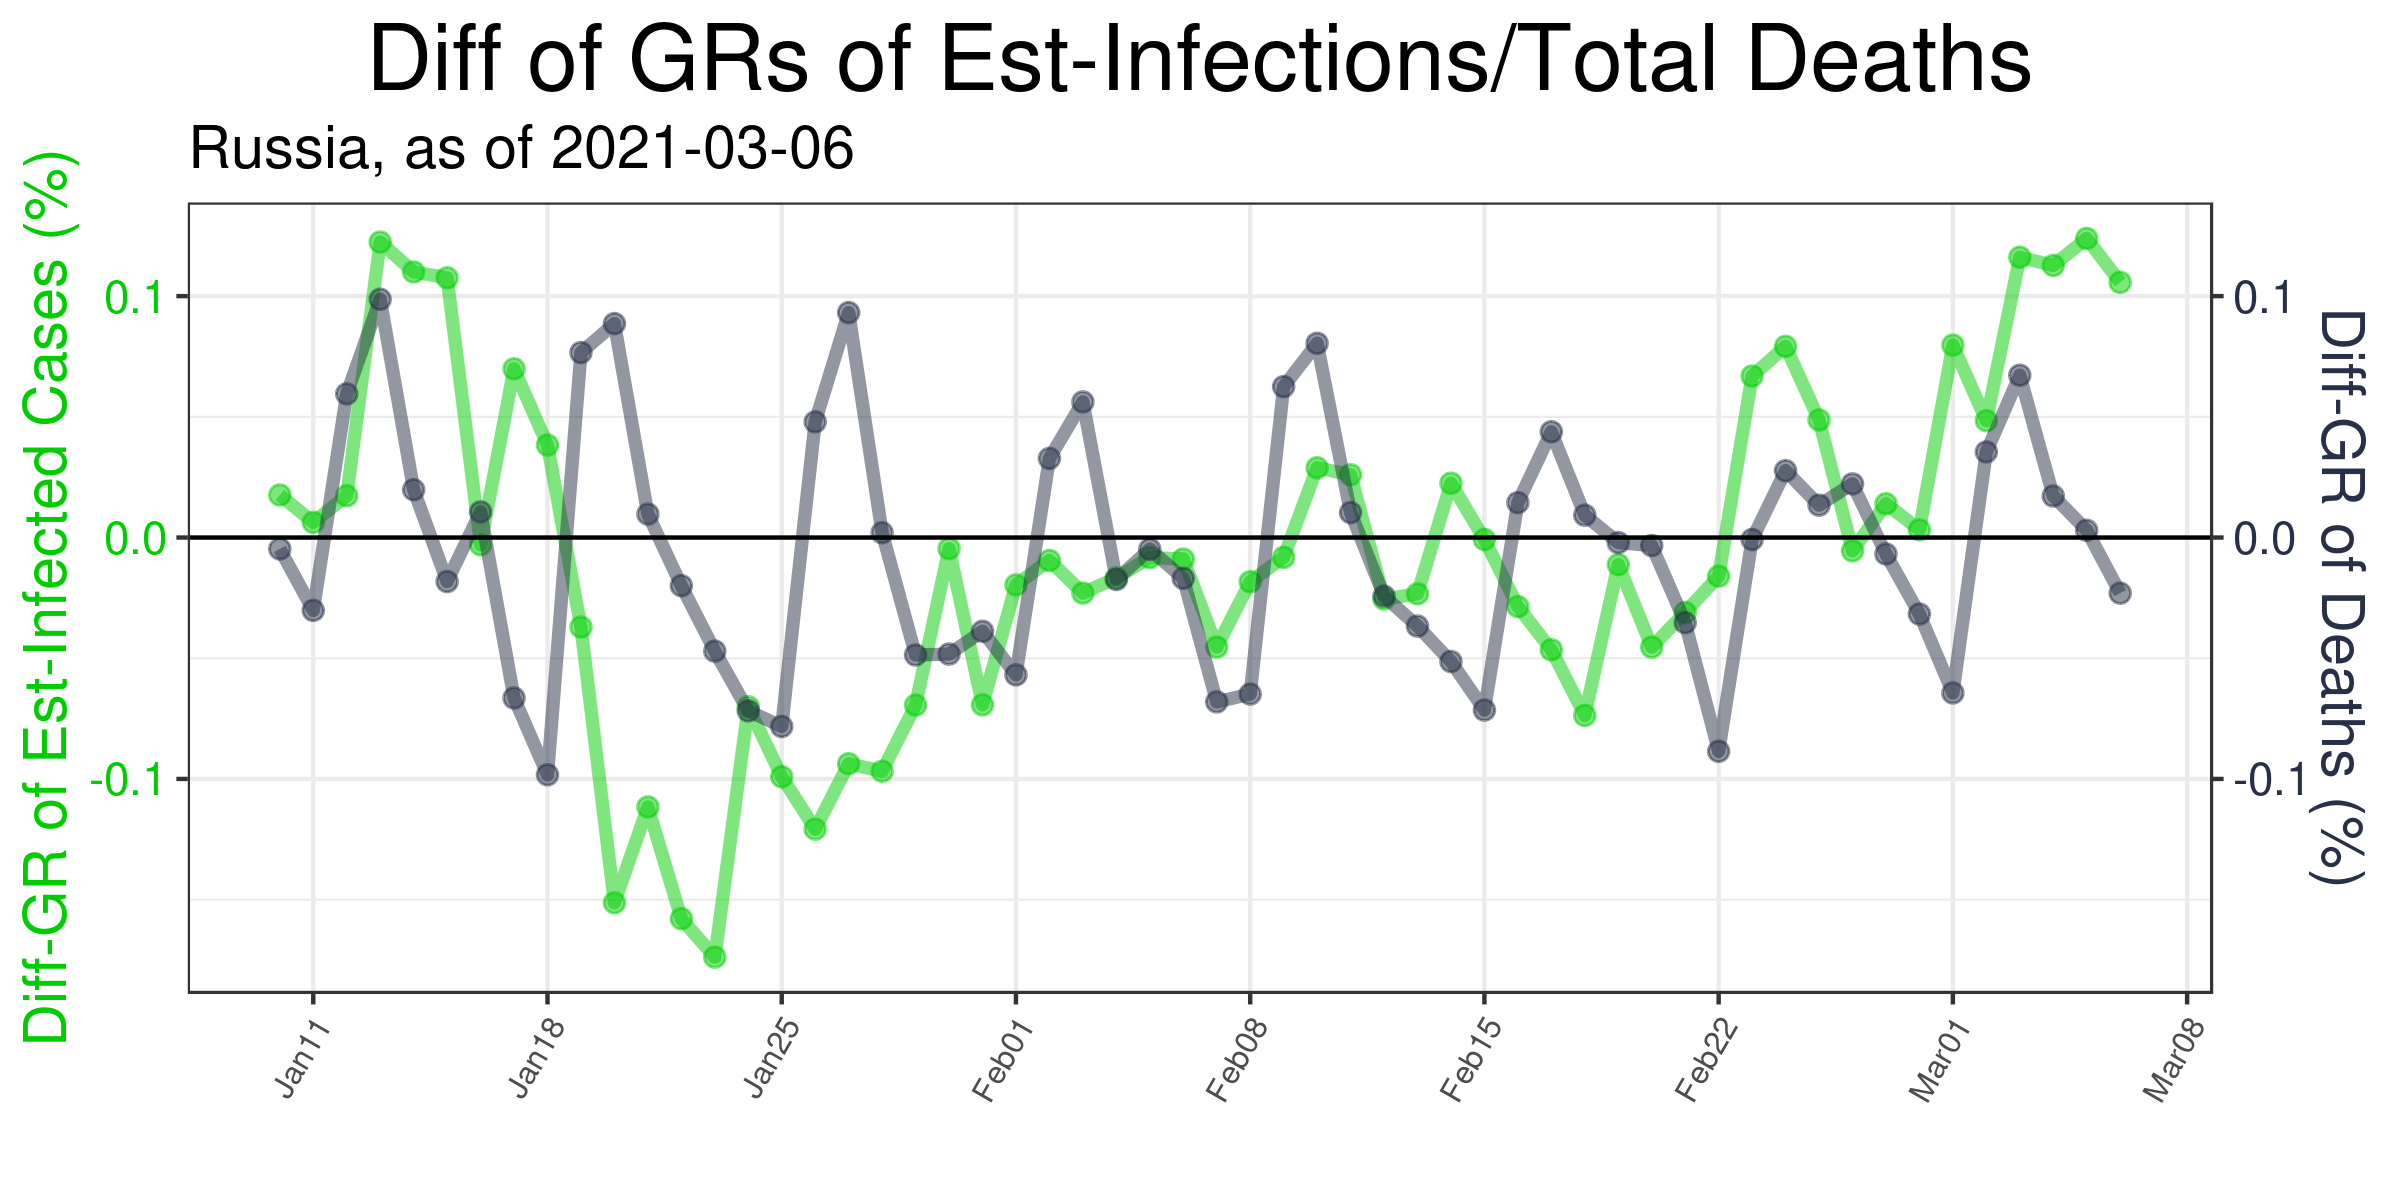 Diff of GRs of Est-Infections/Total Deaths
Russia, as of 2021-03-06
Diff-GR of Est-Infected Cases (%)
0.1
0.0
-0.1
0.1
0.0
-0.1
Diff-GR of Deaths (%)
Jan11
Jan18
Jan25
Feb01
Feb08
Feb15
Feb22
Mar01
Mar08